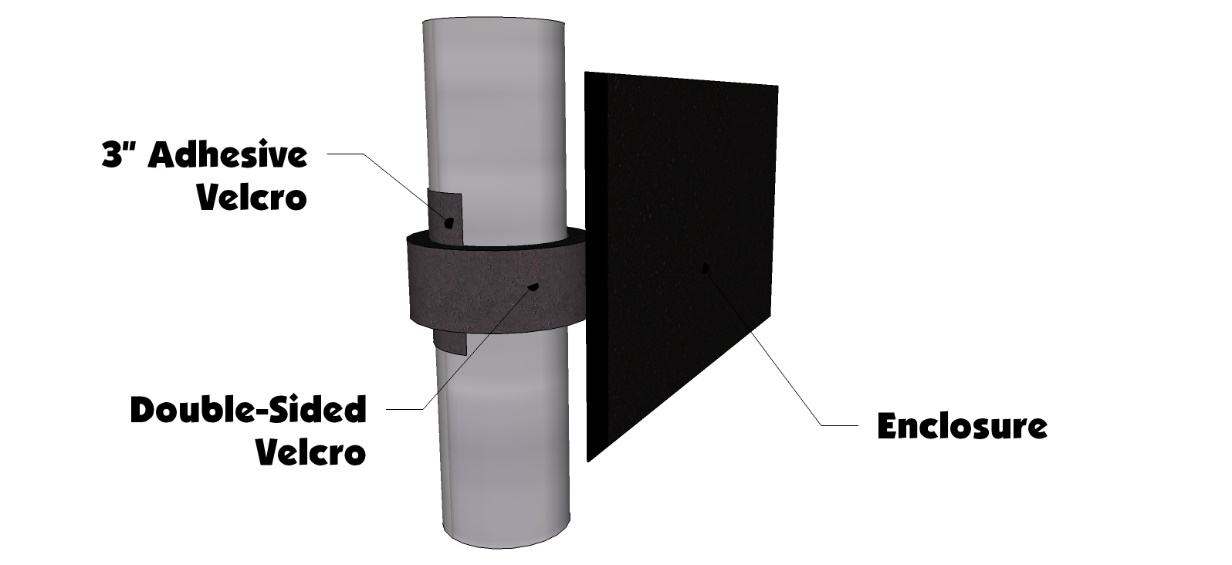 3" Adhesive
Velcro
Double-Sided
Velcro
Enclosure